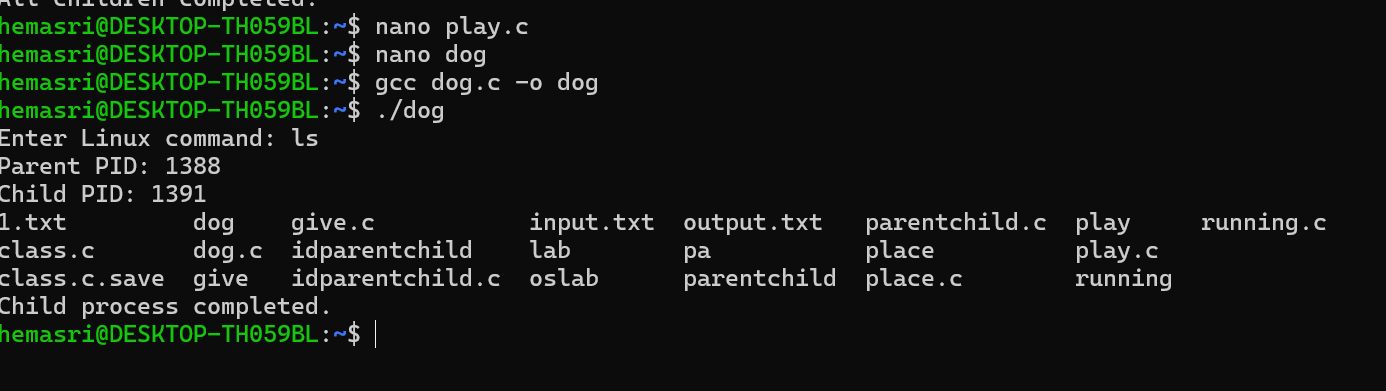 All Children Completed.
hemasri@DESKTOP-TH059BL:~$ nano play.c
hemasri@DESKTOP-TH059BL:~$ nano dog
hemasri@DESKTOP-TH059BL:~$ gcc dog.c -o dog
hemasri@DESKTOP-TH059BL:~$ ./dog
Enter Linux command: ls
Parent PID: 1388
Child PID: 1391
1.txt dog give.c input.txt output.txt parentchild.c play running.c
class.c dog.c idparentchild lab pa place play.c
class.c.save give idparentchild.c oslab parentchild place.c running
Child process completed.
hemasri@DESKTOP-TH059BL:~$